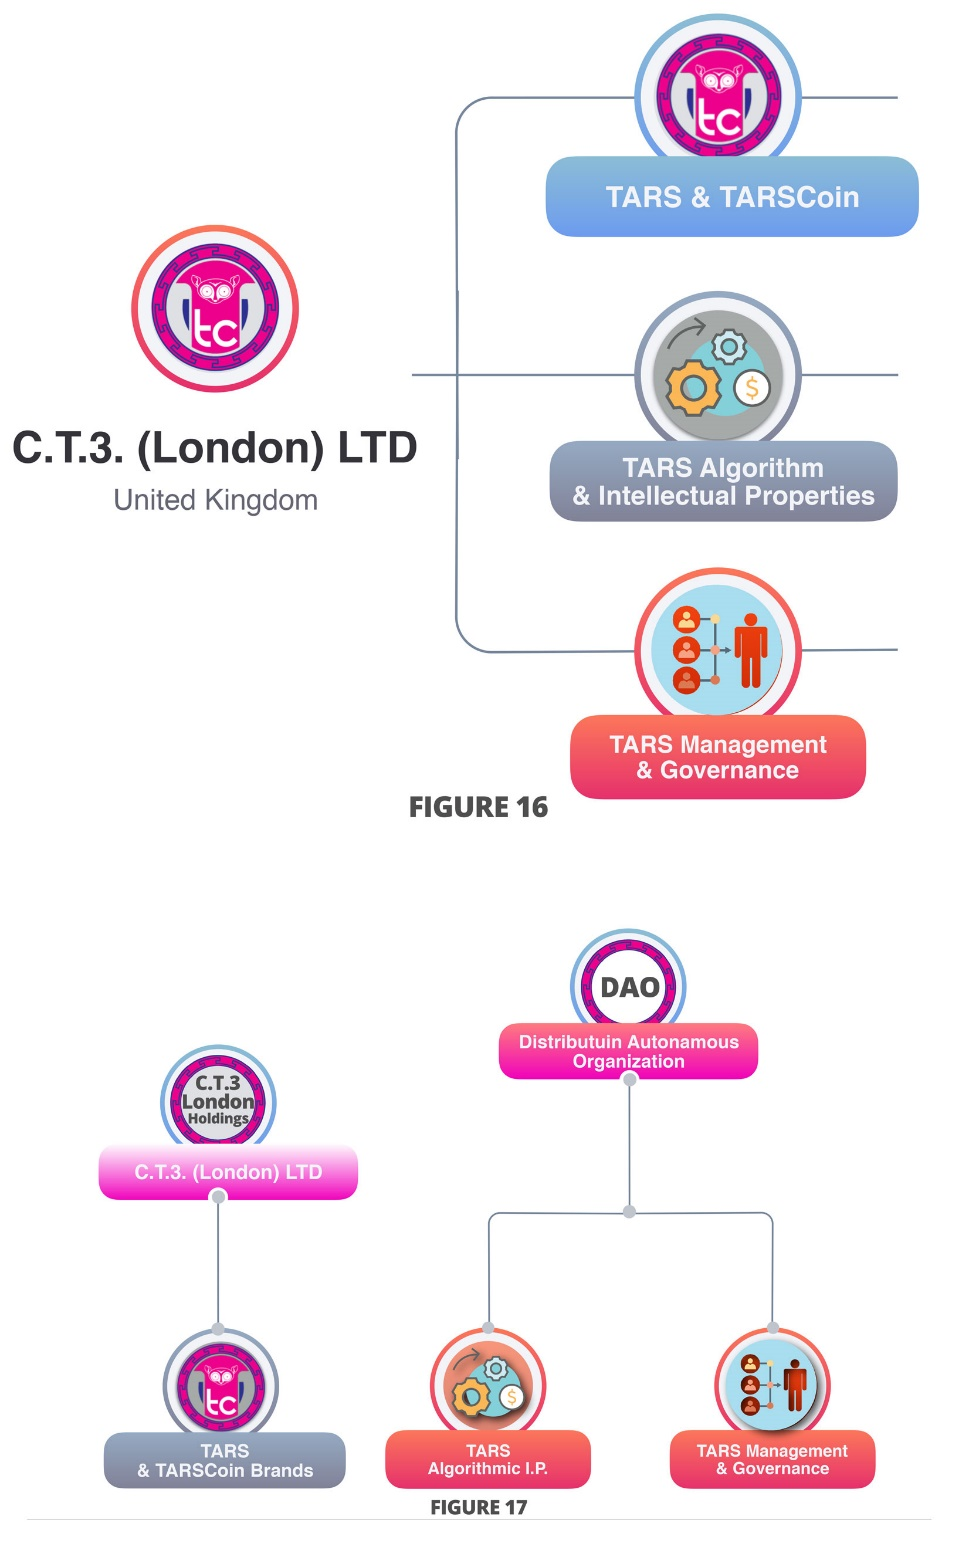 tc
TARS & TARSCoin
tc
C.T.3. (London) LTD
United Kingdom
$
TARS Algorithm
& Intellectual Properties
TARS Management
& Governance
FIGURE 16
DAO
Distributuin Autonamous
Organization
C.T.3
London
Holdings
C.T.3. (London) LTD
tc
TARS
& TARSCoin Brands
$
TARS
Algorithmic I.P.
TARS Management
& Governance
FIGURE 17